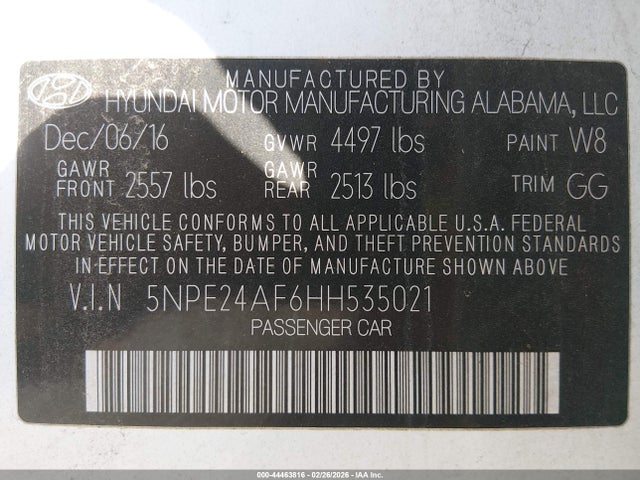 MANUFACTURED BY
HYUNDAI MOTOR MANUFACTURING ALABAMA, LLC
Dec/06/16 GVWR 4497 lbs PAINT W8
GAWR FRONT 2557 lbs GAWR REAR 2513 lbs TRIM GG
THIS VEHICLE CONFORMS TO ALL APPLICABLE U.S.A. FEDERAL
MOTOR VEHICLE SAFETY, BUMPER, AND THEFT PREVENTION STANDARDS
IN EFFECT ON THE DATE OF MANUFACTURE SHOWN ABOVE
V.I.N 5NPE24AF6HH535021
PASSENGER CAR
000-44463816 - 02/26/2026 - IAA Inc.